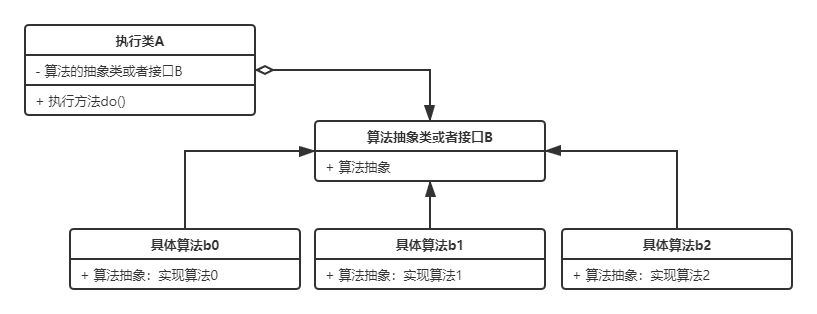 执行类A
- 算法的抽象类或者接口B
+ 执行方法do()
算法抽象类或者接口B
+ 算法抽象
具体算法b0
+ 算法抽象：实现算法0
具体算法b1
+ 算法抽象：实现算法1
具体算法b2
+ 算法抽象：实现算法2